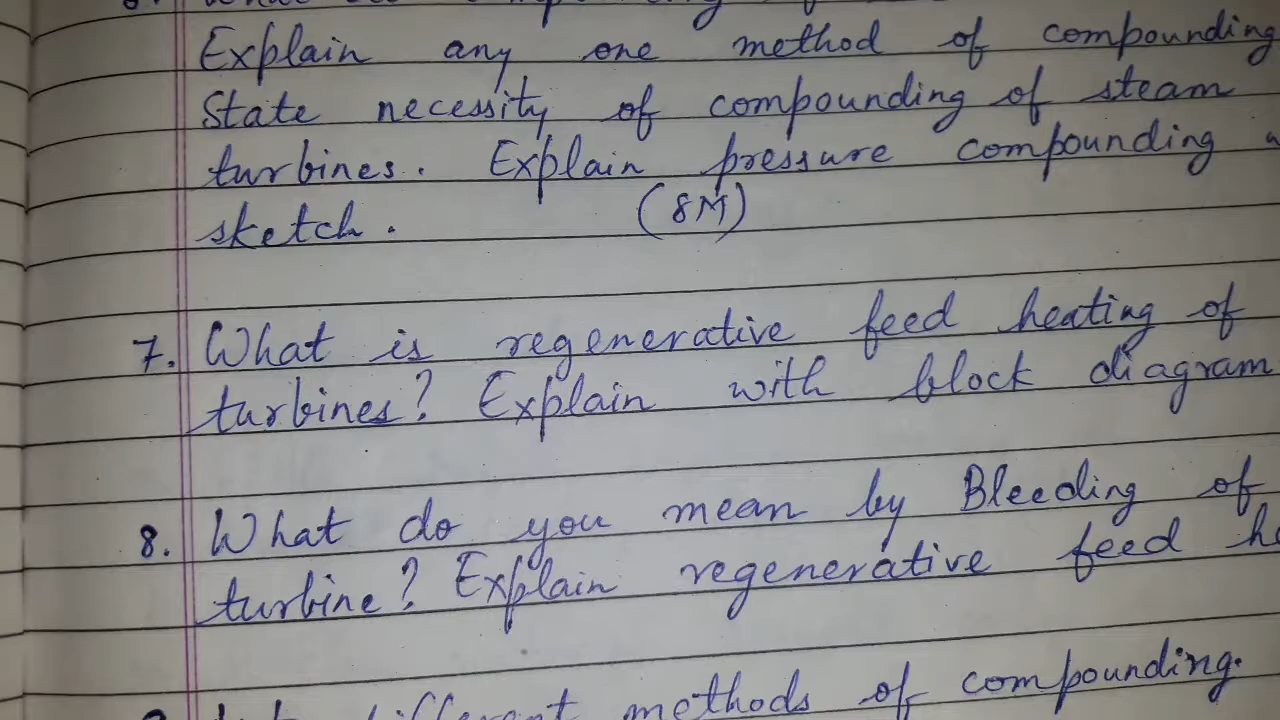 Explain any one method of compounding
State necessity of compounding of steam
turbines. Explain pressure compounding
sketch. (8M)
7. What is regenerative feed heating of
turbines? Explain with block diagram
8. What do you mean by Bleeding of
turbine? Explain regenerative feed
different methods of compounding.